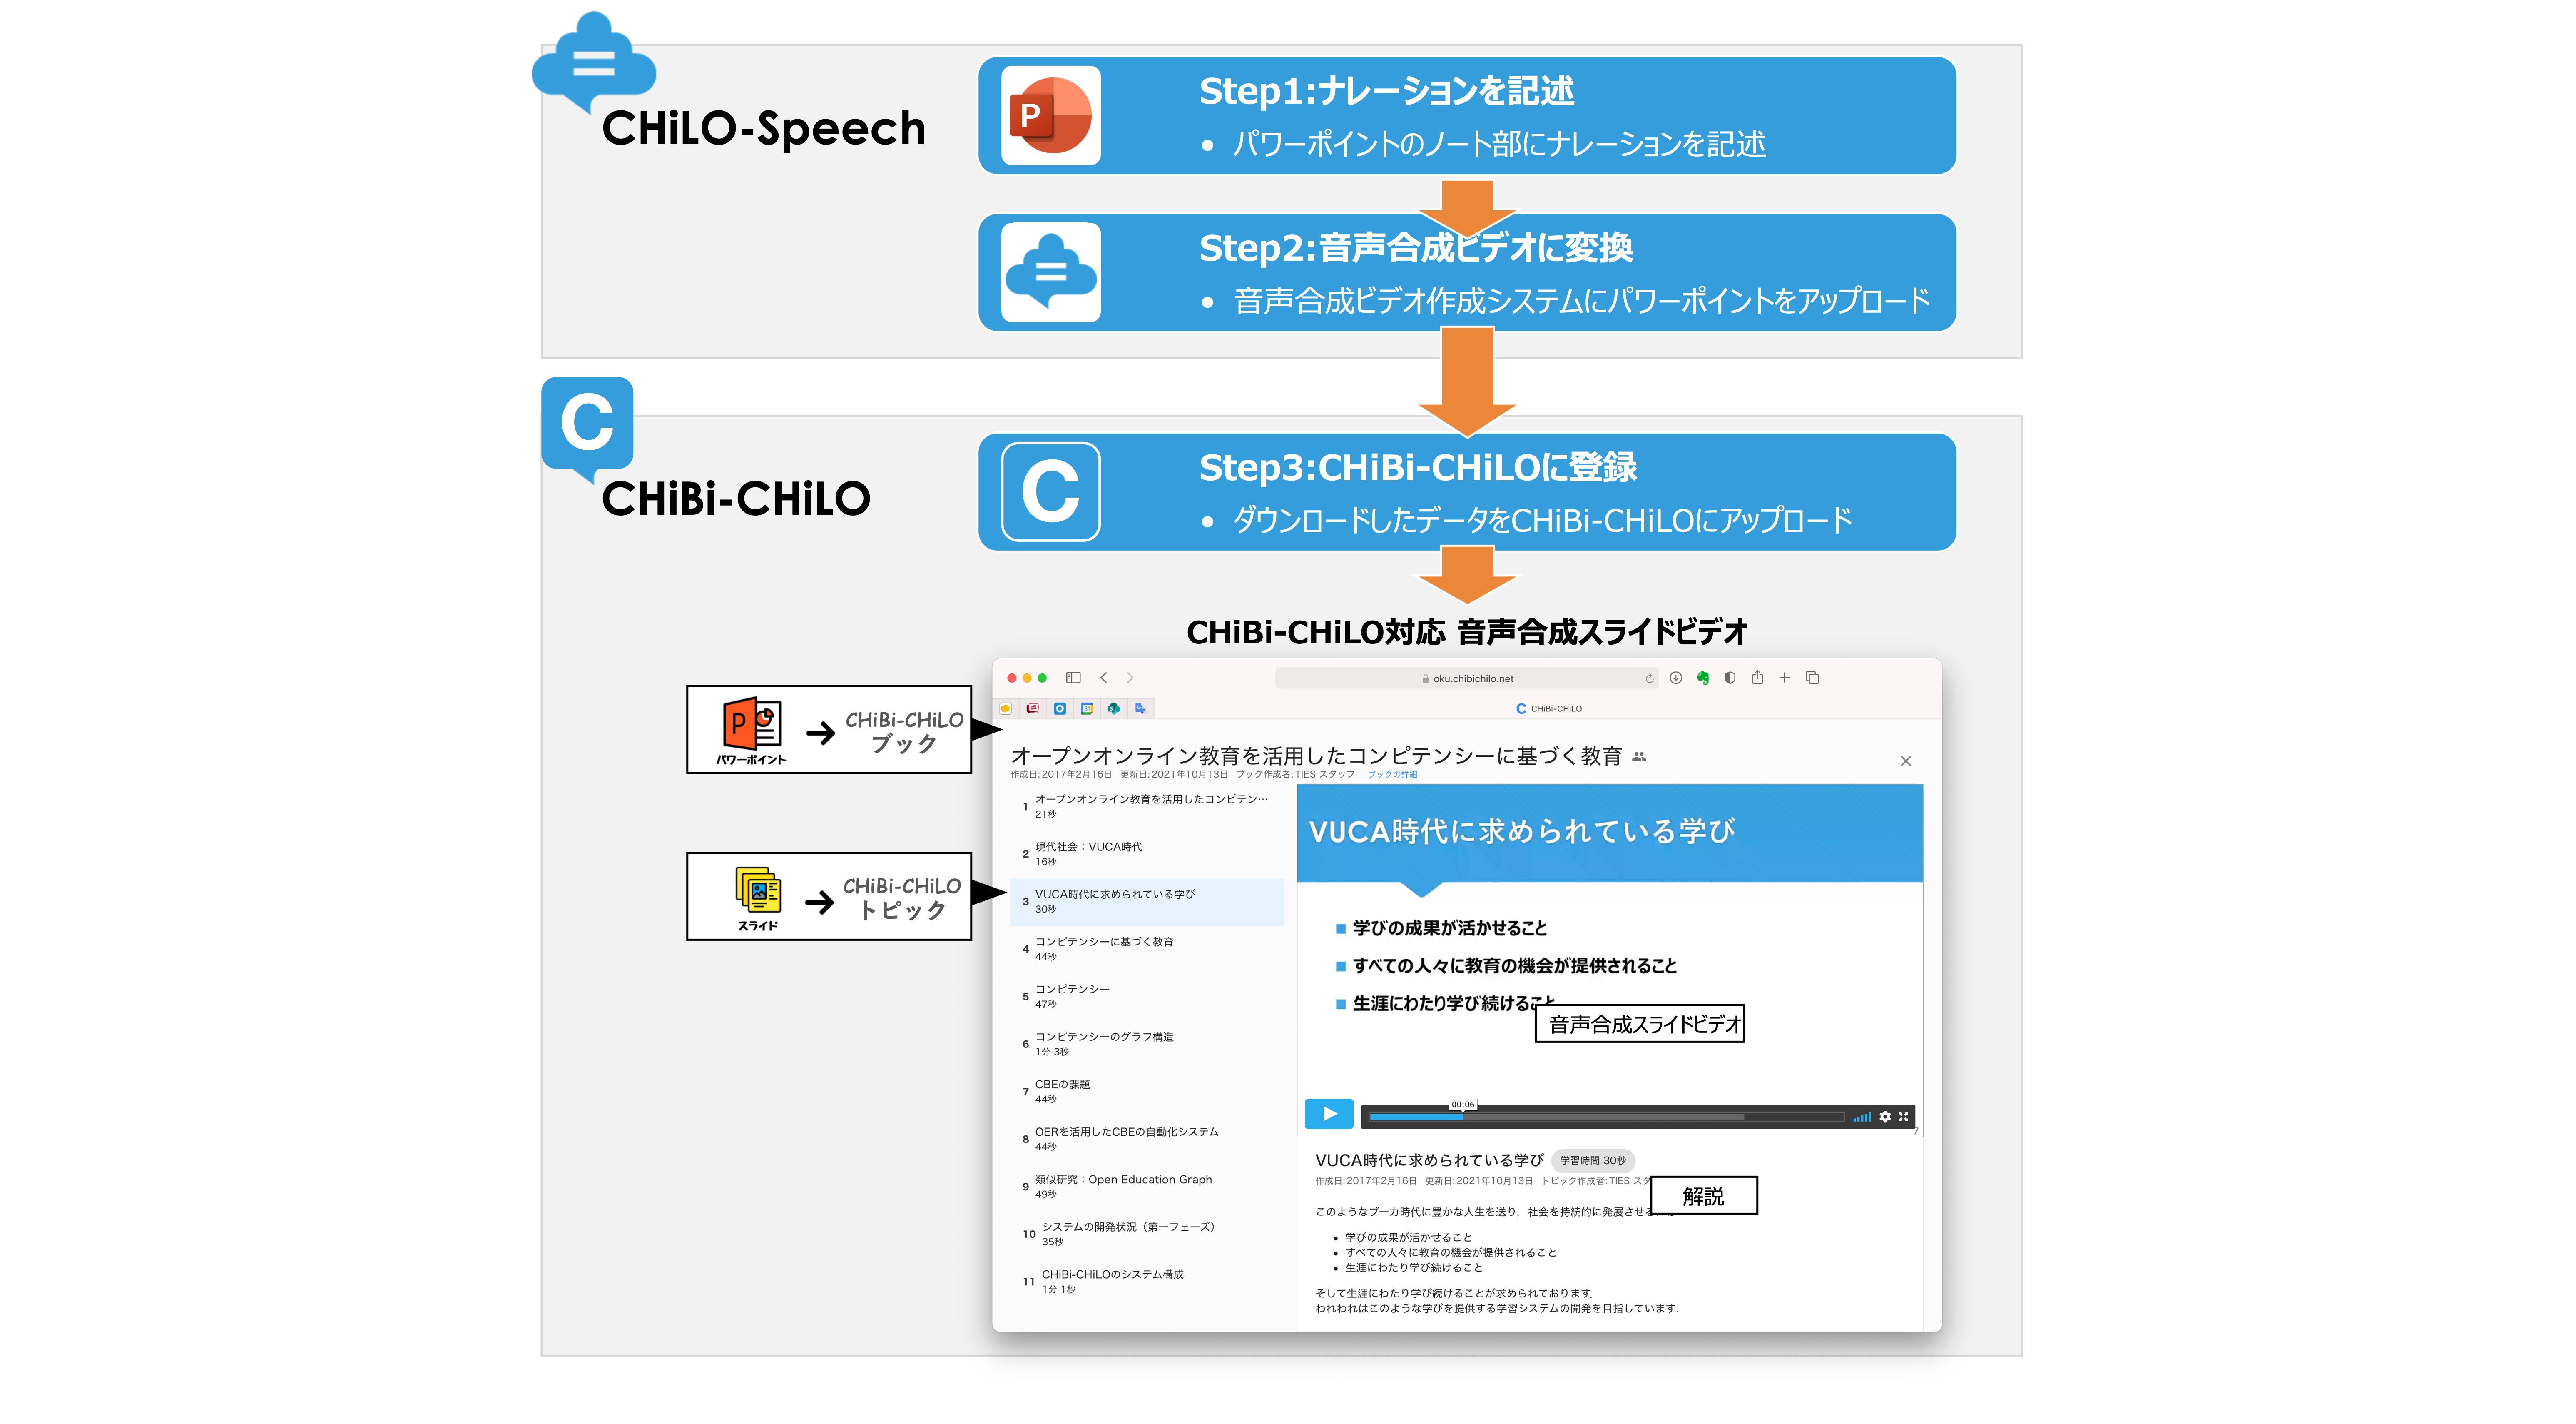 CHiLO-Speech
P
Step1:ナレーションを記述
● パワーポイントのノート部にナレーションを記述
Step2:音声合成ビデオに変換
● 音声合成ビデオ作成システムにパワーポイントをアップロード
C
CHiBi-CHiLO
C
Step3:CHiBi-CHiLOに登録
● ダウンロードしたデータをCHiBi-CHiLOにアップロード
CHiBi-CHiLO対応 音声合成スライドビデオ
P
パワーポイント
→ CHiBi-CHiLO
ブック
スライド
→ CHiBi-CHiLO
トピック
oku.chibichilo.net
C CHiBi-CHiLO
オープンオンライン教育を活用したコンピテンシーに基づく教育
作成日:2017年2月16日 更新日:2021年10月13日 ブック作成者:TIES スタッフ ブックの詳細
1 オープンオンライン教育を活用したコンピテン…
21秒
2 現代社会：VUCA時代
16秒
3 VUCA時代に求められている学び
30秒
4 コンピテンシーに基づく教育
44秒
5 コンピテンシー
47秒
6 コンピテンシーのグラフ構造
1分 3秒
7 CBEの課題
44秒
8 OERを活用したCBEの自動化システム
44秒
9 類似研究：Open Education Graph
49秒
10 システムの開発状況（第一フェーズ）
35秒
11 CHiBi-CHiLOのシステム構成
1分 1秒
VUCA時代に求められている学び
■ 学びの成果が活かせること
■ すべての人々に教育の機会が提供されること
■ 生涯にわたり学び続けること
音声合成スライドビデオ
00:06
7
VUCA時代に求められている学び 学習時間 30秒
作成日:2017年2月16日 更新日:2021年10月13日 トピック作成者:TIES スタ
解説
このようなブーカ時代に豊かな人生を送り，社会を持続的に発展させる
• 学びの成果が活かせること
• すべての人々に教育の機会が提供されること
• 生涯にわたり学び続けること
そして生涯にわたり学び続けることが求められております．
われわれはこのような学びを提供する学習システムの開発を目指しています．